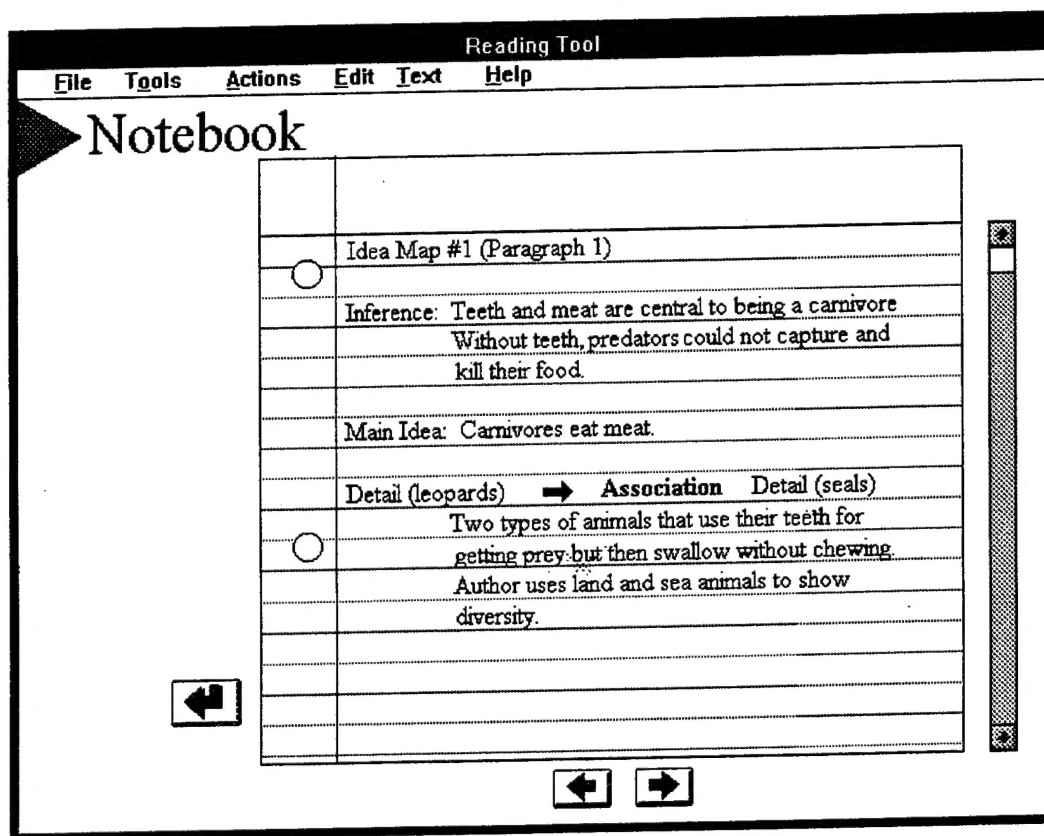 Reading Tool
File Tools Actions Edit Text Help
Notebook
Idea Map #1 (Paragraph 1)
Inference: Teeth and meat are central to being a carnivore
Without teeth, predators could not capture and
kill their food.
Main Idea: Carnivores eat meat.
Detail (leopards) ➡ Association Detail (seals)
Two types of animals that use their teeth for
getting prey but then swallow without chewing.
Author uses land and sea animals to show
diversity.